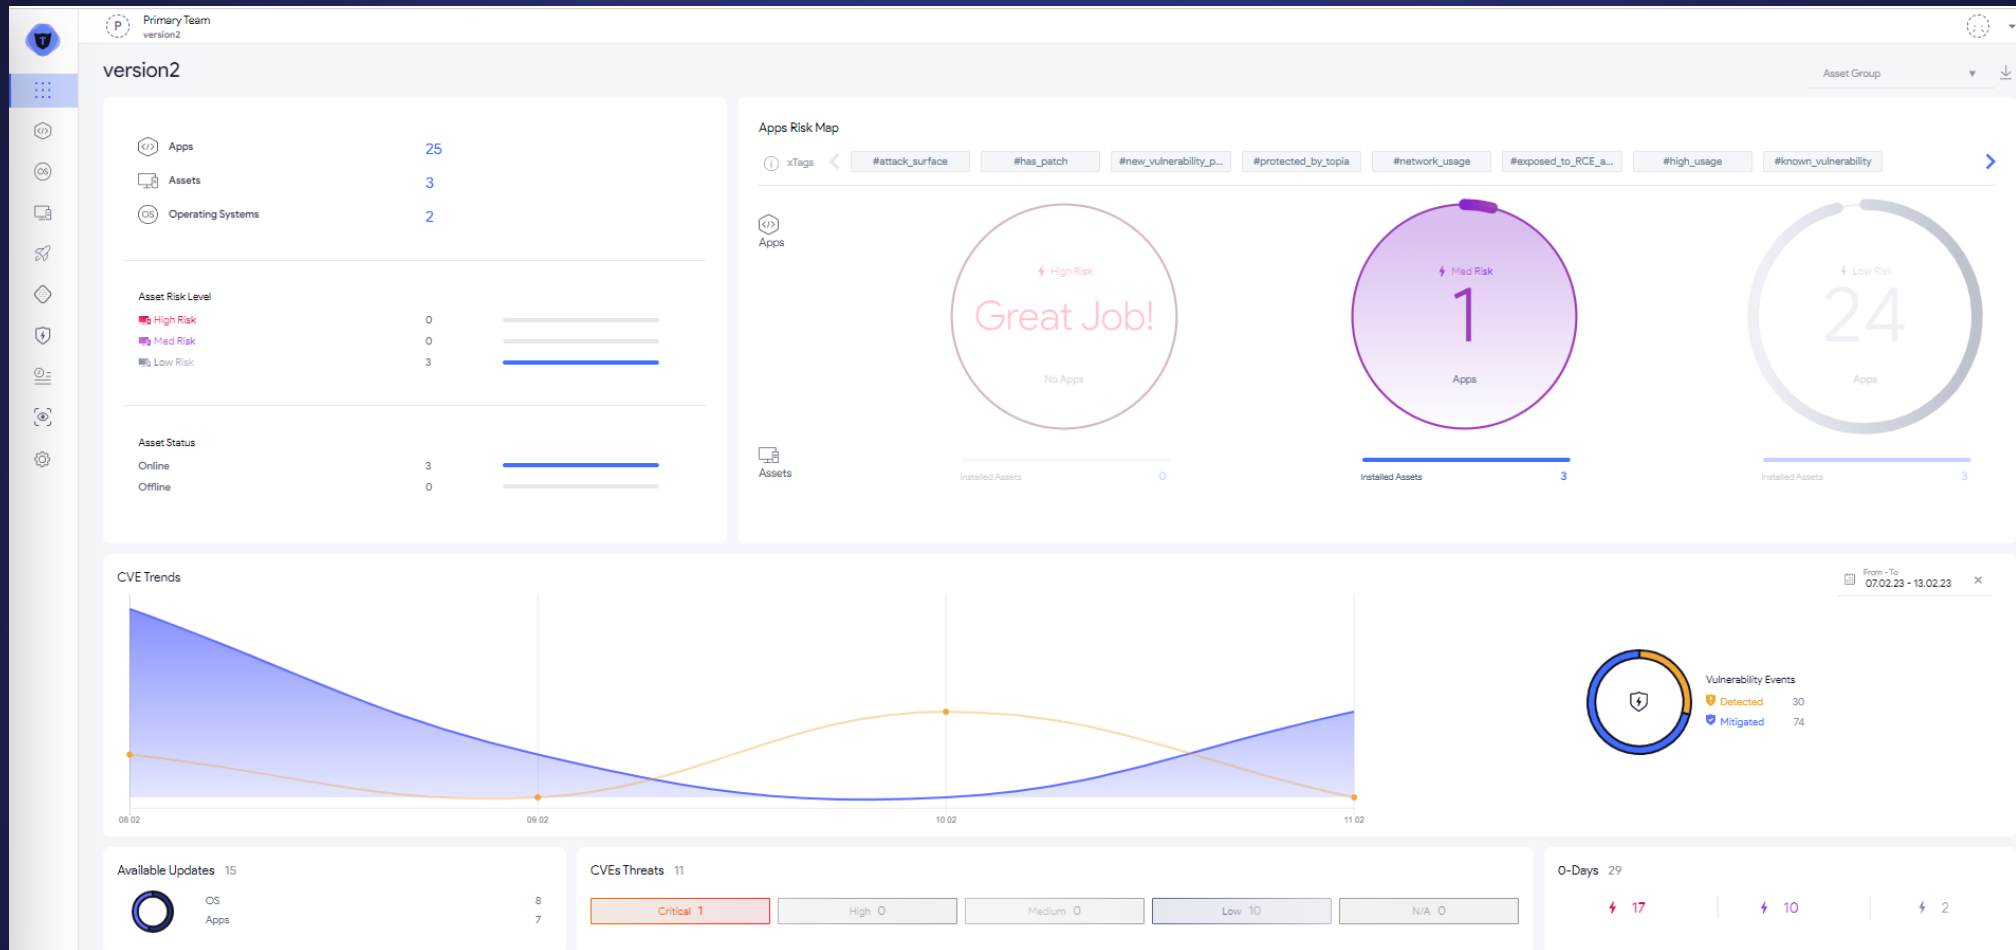 P
Primary Team
version2
version2
Asset Group
Apps 25
Assets 3
OS Operating Systems 2
Asset Risk Level
High Risk 0
Med Risk 0
Low Risk 3
Asset Status
Online 3
Offline 0
Apps Risk Map
xTags
#attack_surface
#has_patch
#new_vulnerability_p...
#protected_by_topia
#network_usage
#exposed_to_RCE_a...
#high_usage
#known_vulnerability
Apps
High Risk
Great Job!
No Apps
Med Risk
1
Apps
Low Risk
24
Apps
Assets
Installed Assets 0
Installed Assets 3
Installed Assets 3
CVE Trends
From - To
07.02.23 - 13.02.23
08 02
09 02
10 02
11 02
Vulnerability Events
Detected 30
Mitigated 74
Available Updates 15
OS 8
Apps 7
CVEs Threats 11
Critical 1
High 0
Medium 0
Low 10
N/A 0
0-Days 29
17
10
2